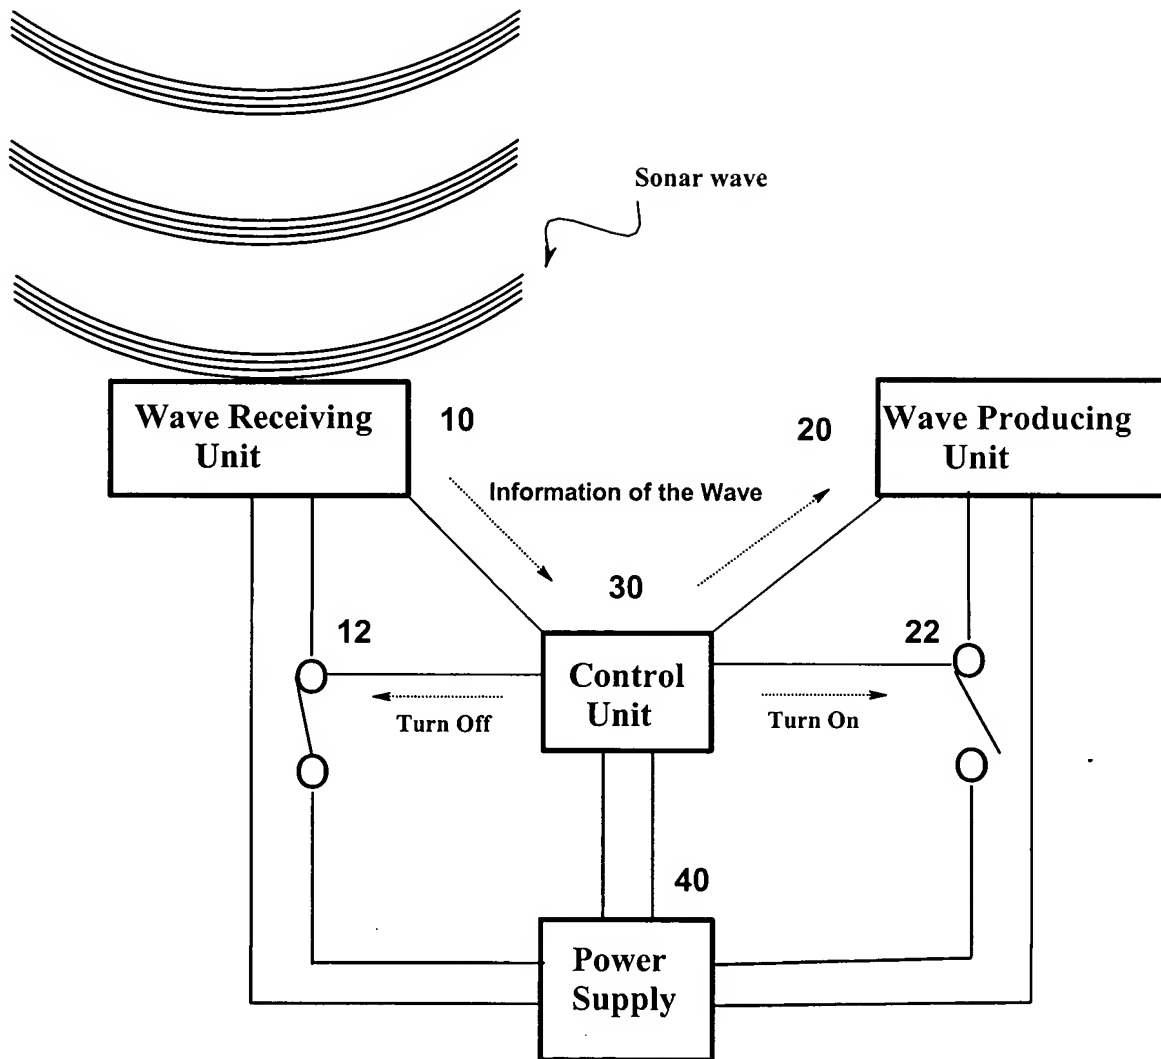 Sonar wave
Wave Receiving
Unit
10
20
Wave Producing
Unit
Information of the Wave
30
12
22
Control
Unit
Turn Off
Turn On
40
Power
Supply